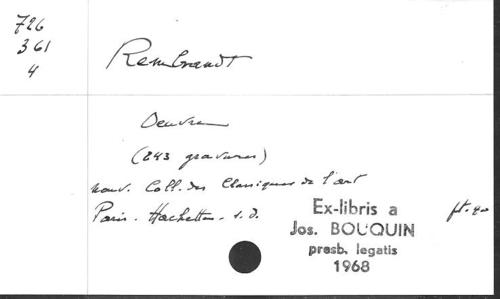 726
361
4
Rembrandt
Oeuvres
(243 gravures)
nouv. Coll. des Classiques de l'art
Paris. Hachette. s.d.
Ex-libris a
Jos. BOUQUIN
presb. legatis
1968